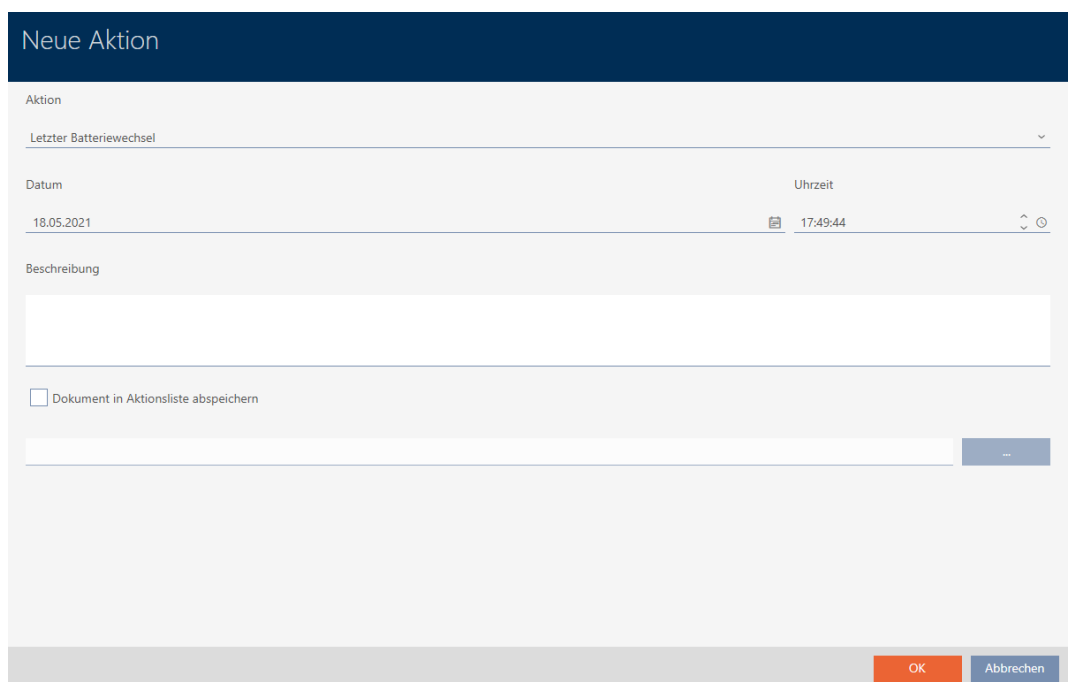 Neue Aktion
Aktion
Letzter Batteriewechsel
Datum
Uhrzeit
18.05.2021
17:49:44
Beschreibung
Dokument in Aktionsliste abspeichern
...
OK
Abbrechen